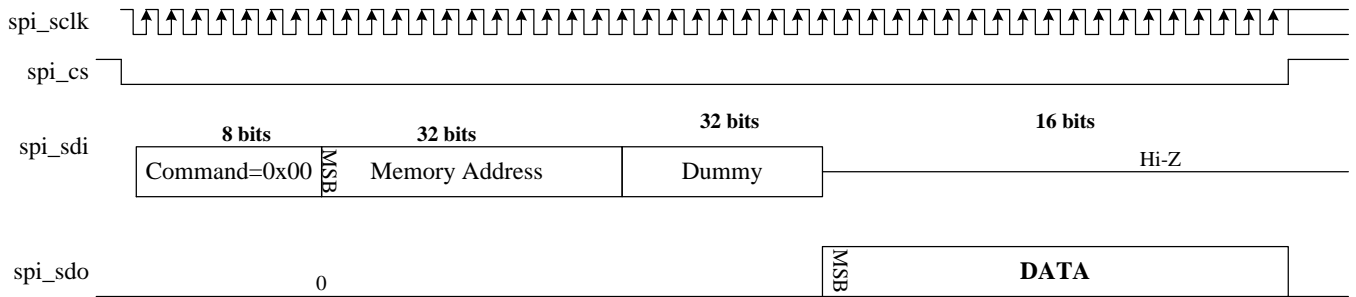 spi_sclk
spi_cs
8 bits 32 bits 32 bits 16 bits
spi_sdi
Command=0x00 MSB Memory Address Dummy Hi-Z
spi_sdo
0 MSB DATA